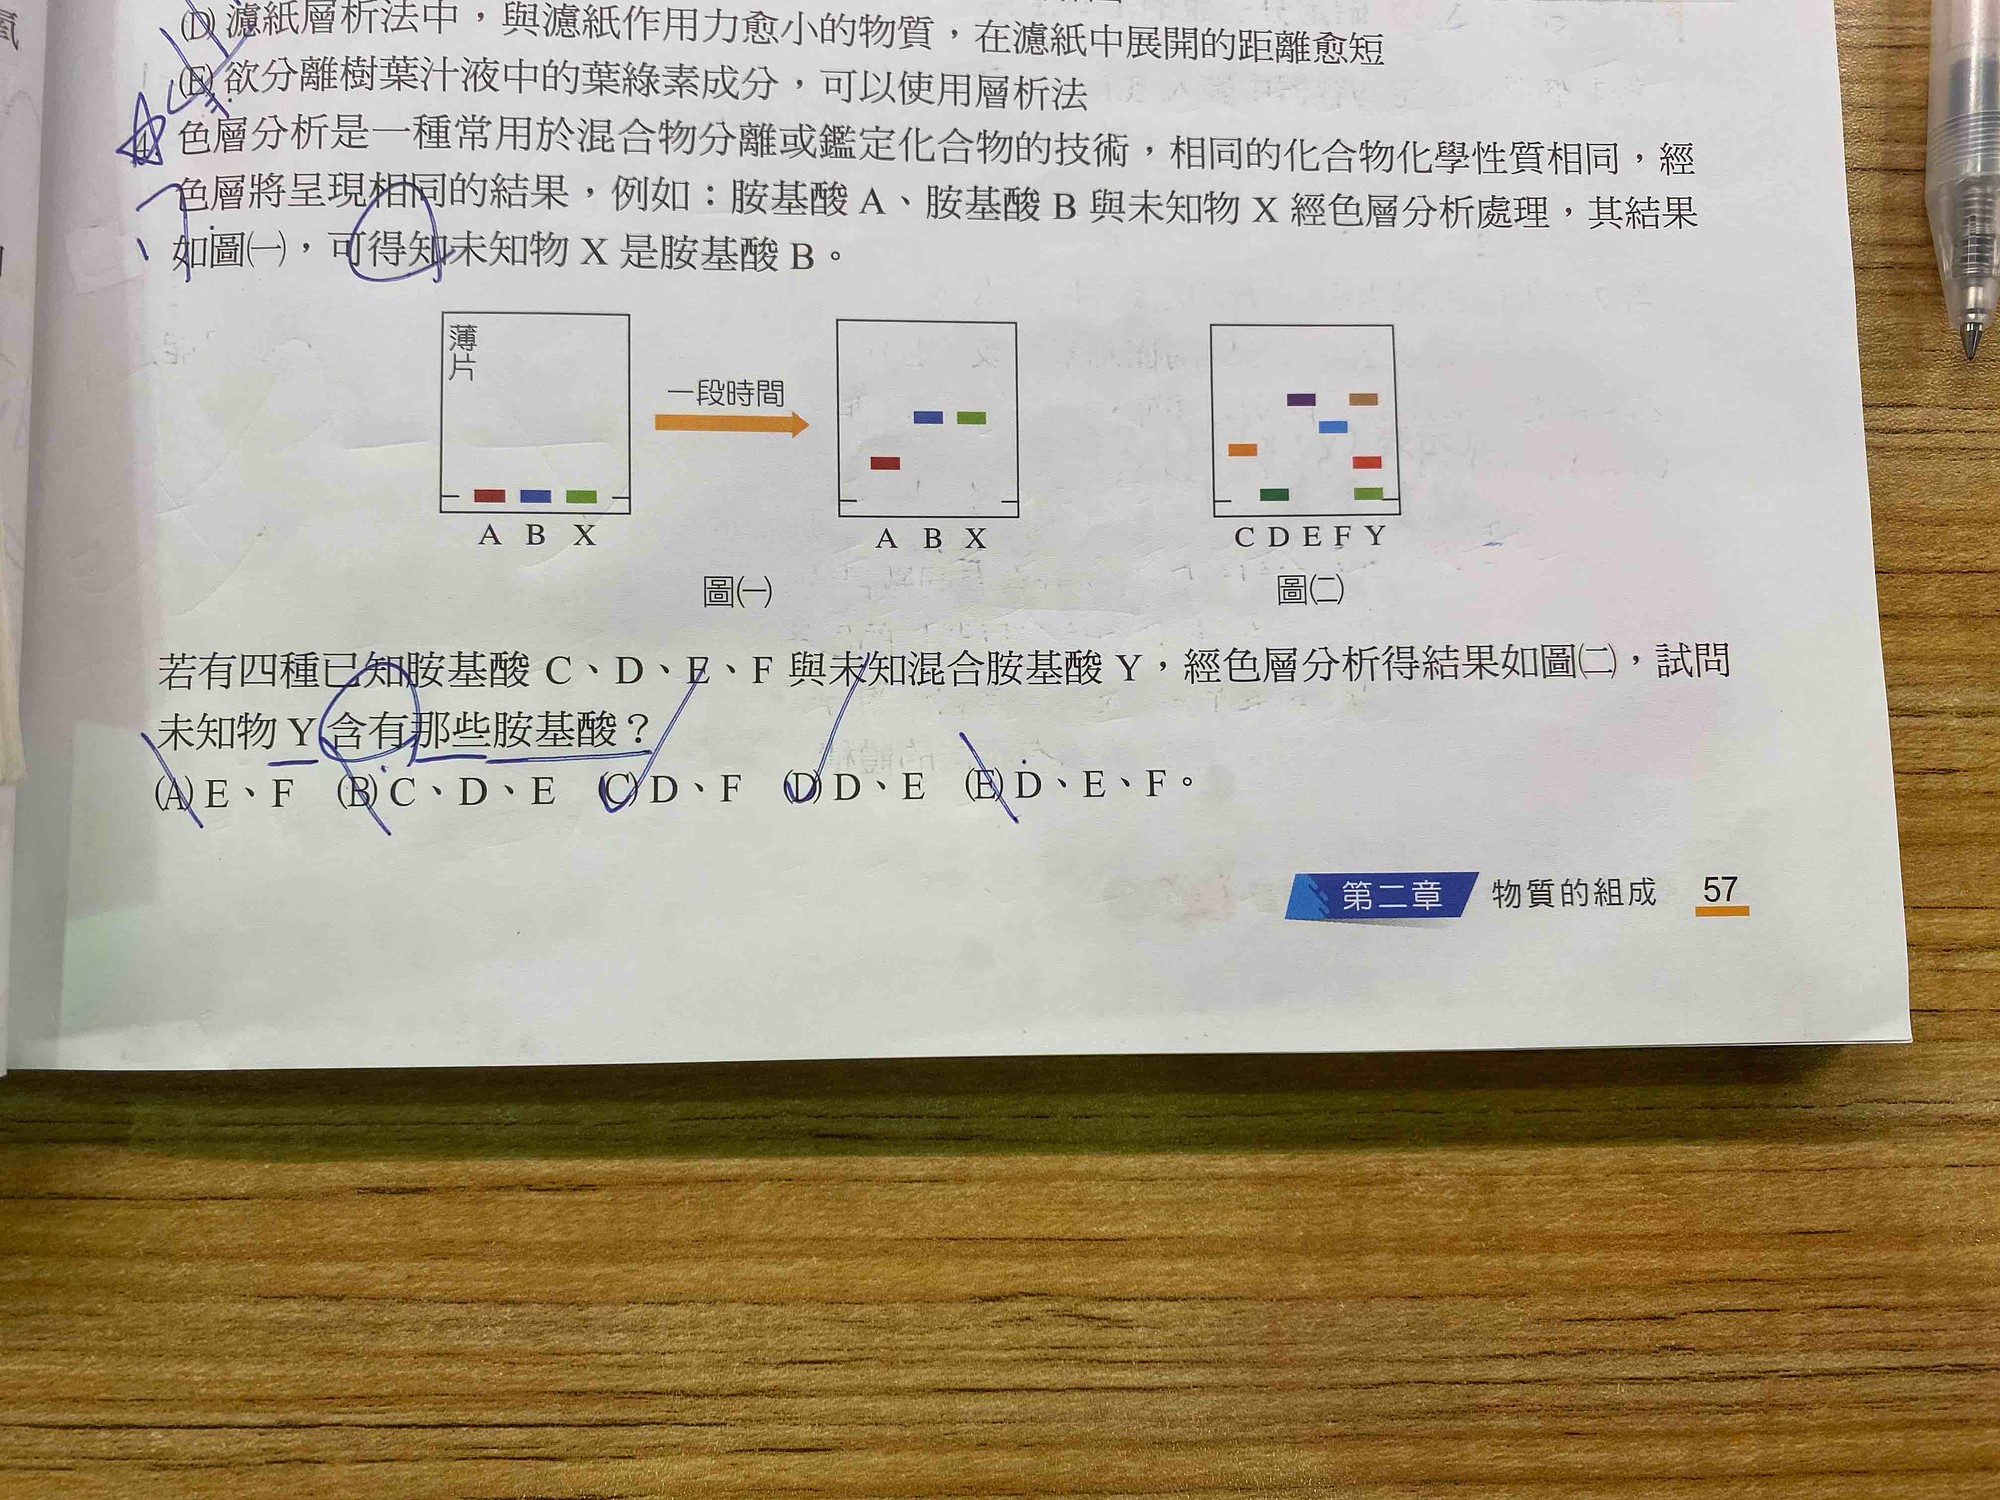 (D) 濾紙層析法中，與濾紙作用力愈小的物質，在濾紙中展開的距離愈短
(E) 欲分離樹葉汁液中的葉綠素成分，可以使用層析法
色層分析是一種常用於混合物分離或鑑定化合物的技術，相同的化合物化學性質相同，經
色層將呈現相同的結果，例如：胺基酸 A、胺基酸 B 與未知物 X 經色層分析處理，其結果
如圖㈠，可得知未知物 X 是胺基酸 B。
薄片
一段時間
A B X
A B X
C D E F Y
圖㈠
圖㈡
若有四種已知胺基酸 C、D、E、F 與未知混合胺基酸 Y，經色層分析得結果如圖㈡，試問
未知物 Y 含有那些胺基酸？
(A) E、F (B) C、D、E (C) D、F (D) D、E (E) D、E、F。
第二章 物質的組成 57